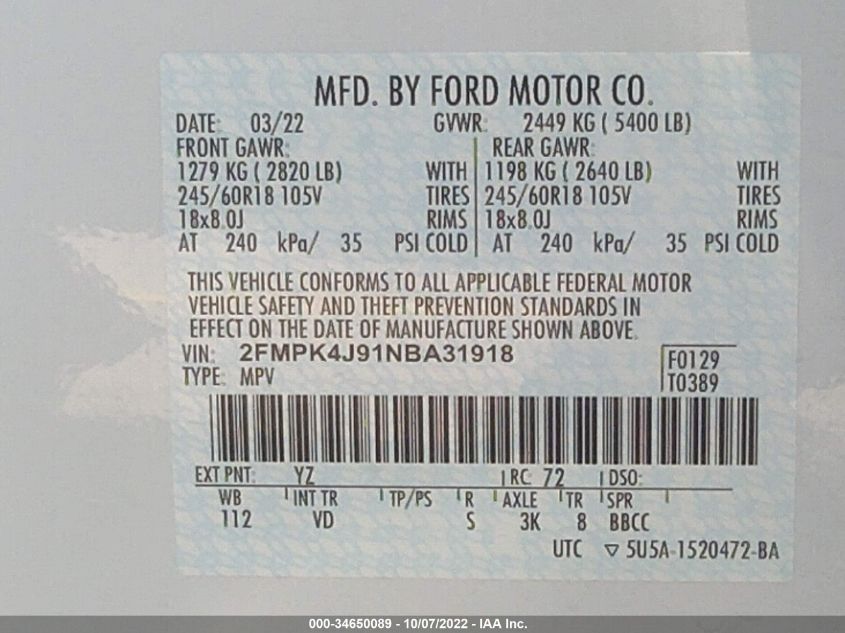 MFD. BY FORD MOTOR CO.
DATE: 03/22 GVWR: 2449 KG ( 5400 LB)
FRONT GAWR: REAR GAWR:
1279 KG ( 2820 LB) WITH 1198 KG ( 2640 LB) WITH
245/60R18 105V TIRES 245/60R18 105V TIRES
18x8.0J RIMS 18x8.0J RIMS
AT 240 kPa/ 35 PSI COLD AT 240 kPa/ 35 PSI COLD
THIS VEHICLE CONFORMS TO ALL APPLICABLE FEDERAL MOTOR
VEHICLE SAFETY AND THEFT PREVENTION STANDARDS IN
EFFECT ON THE DATE OF MANUFACTURE SHOWN ABOVE.
VIN: 2FMPK4J91NBA31918 F0129
TYPE: MPV T0389
EXT PNT: YZ RC: 72 DSO:
WB INT TR TP/PS R AXLE TR SPR
112 VD S 3K 8 BBCC
UTC ▽ 5U5A-1520472-BA
000-34650089 - 10/07/2022 - IAA Inc.